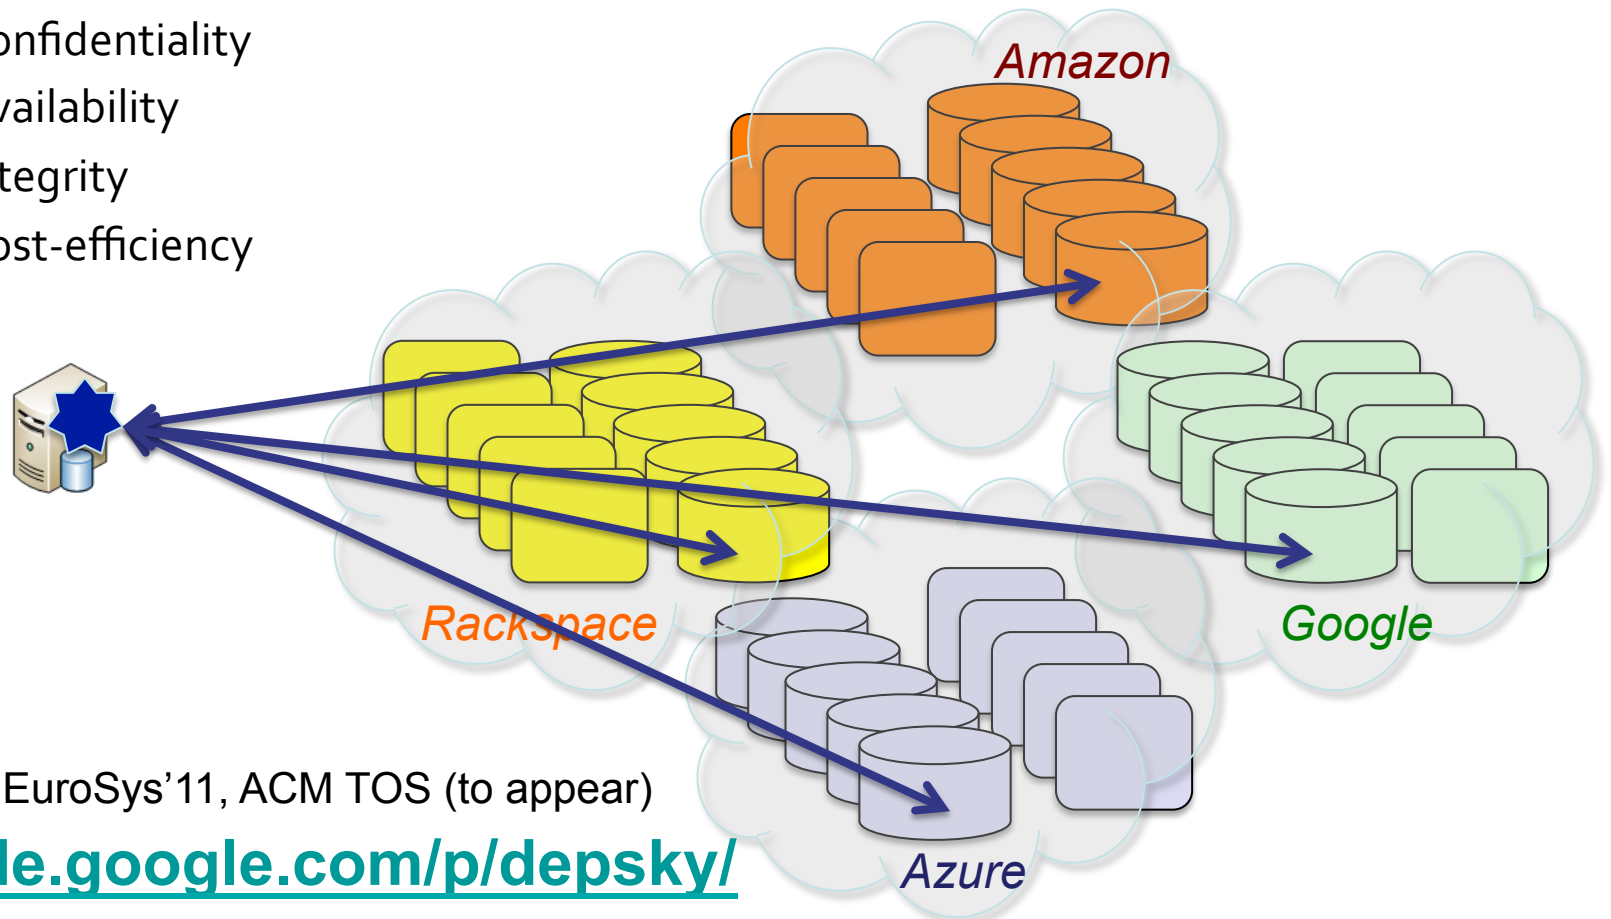 onfidentiality
vailability
tegrity
ost-efficiency
Amazon
Rackspace
Google
Azure
EuroSys’11, ACM TOS (to appear)
le.google.com/p/depsky/